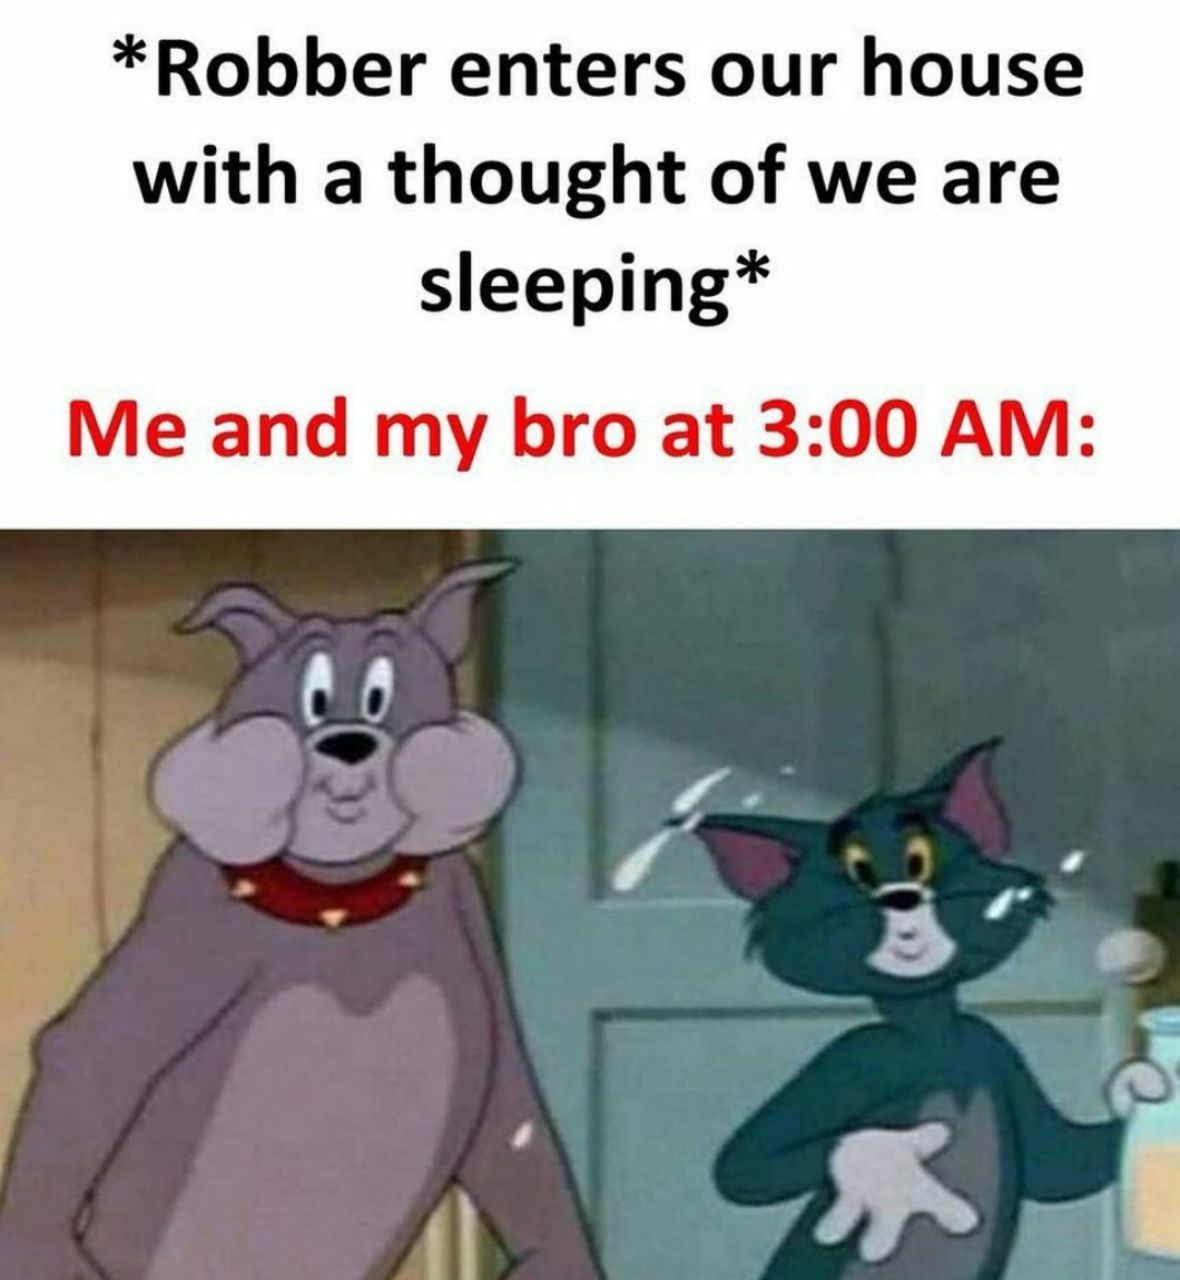 *Robber enters our house
with a thought of we are
sleeping*
Me and my bro at 3:00 AM: